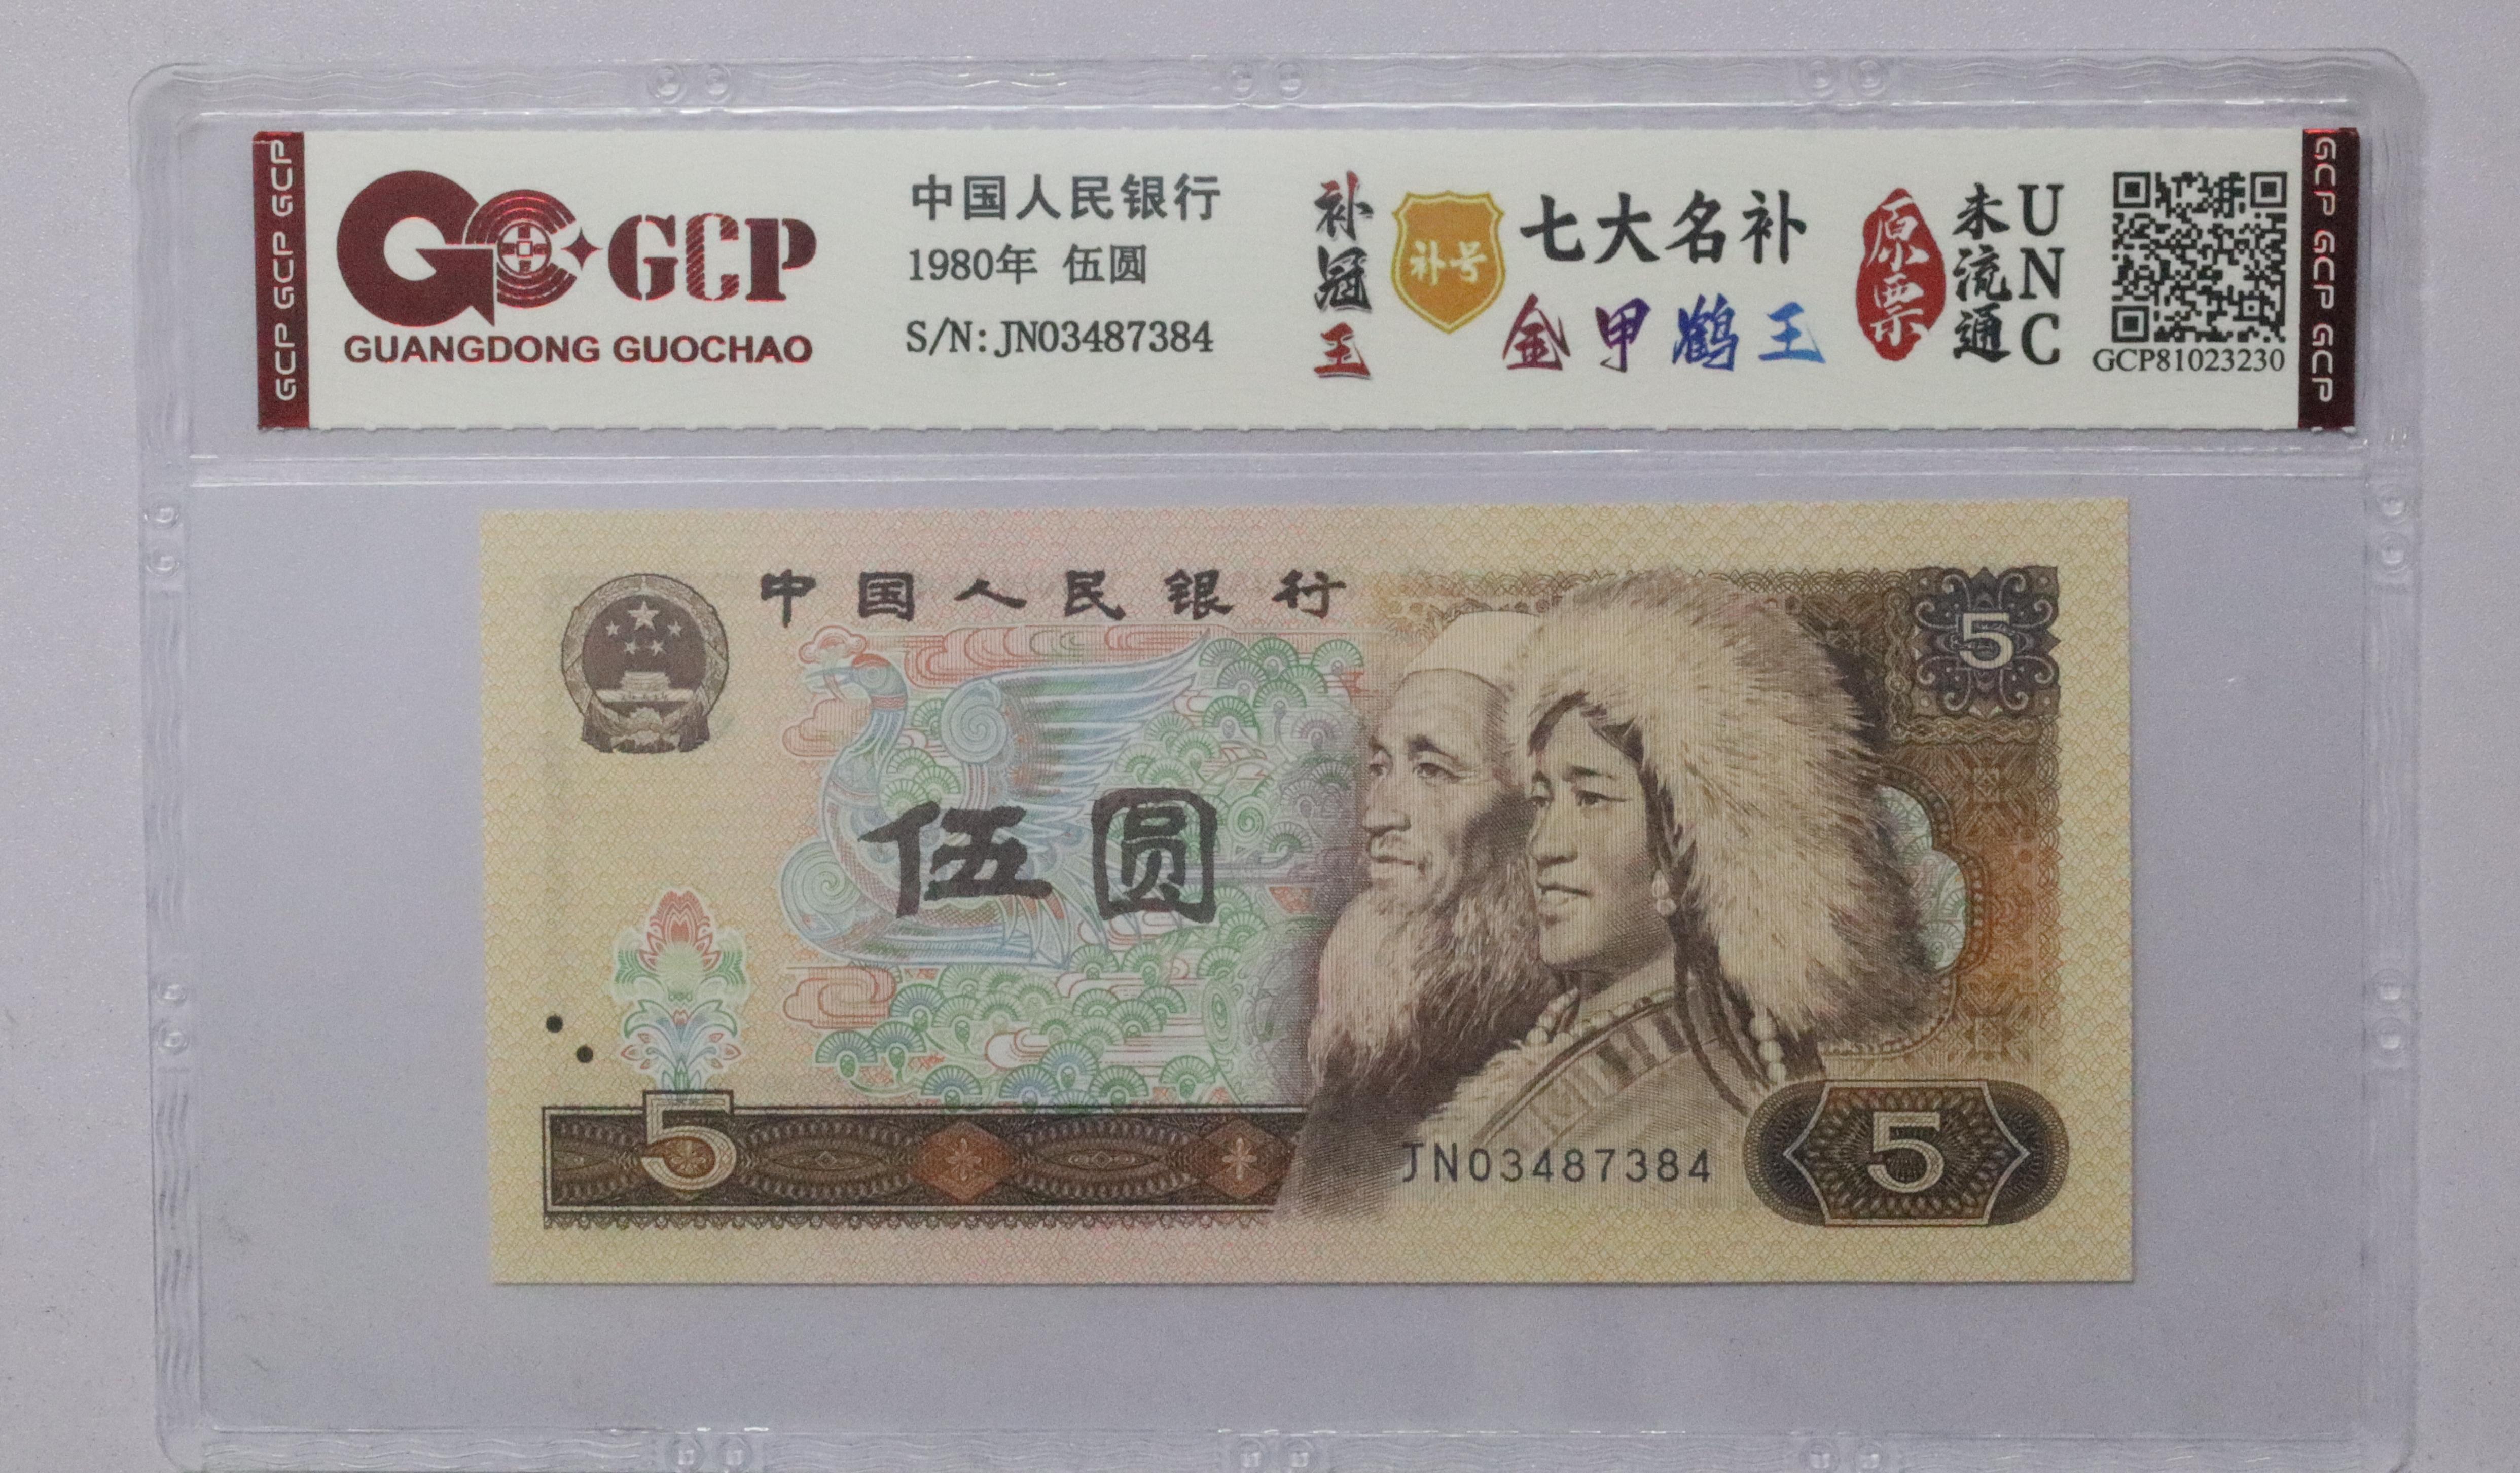 GCP GCP GCP
GCP
GUANGDONG GUOCHAO
中国人民银行
1980年 伍圆
S/N: JN03487384
补冠王
补号
七大名补
金甲鹤王
原票
未流通
UNC
GCP81023230
GCP GCP GCP
中国人民银行
5
伍圆
5
JN03487384
5